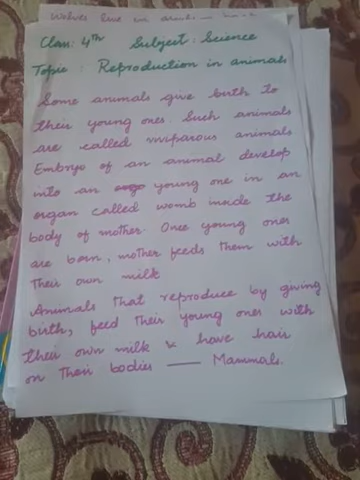 Wolves live in
Class: 4th Subject: Science
Topic: Reproduction in animals
Some animals give birth to
their young ones. Such animals
are called viviparous animals
Embryo of an animal develop
into an young one in an
organ called womb inside the
body of mother. Once young ones
are born, mother feeds them with
their own milk
Animals that reproduce by giving
birth, feed their young ones with
their own milk & have hair
on their bodies — Mammals.